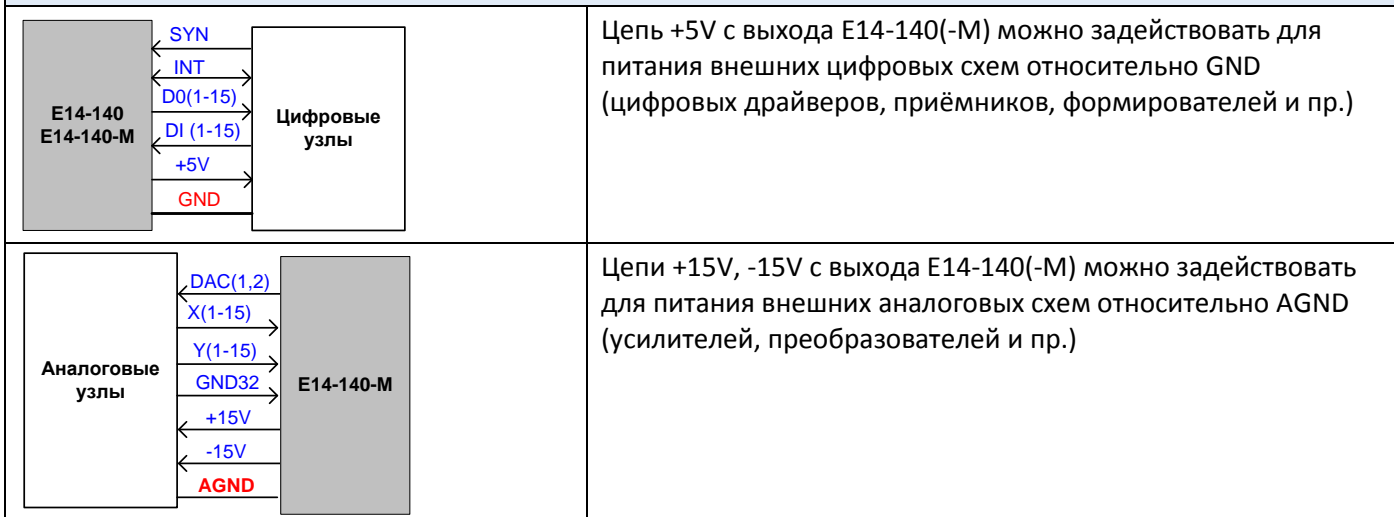 SYN
INT
D0(1-15)
DI (1-15)
+5V
GND
E14-140
E14-140-M
Цифровые
узлы
Цепь +5V с выхода E14-140(-M) можно задействовать для
питания внешних цифровых схем относительно GND
(цифровых драйверов, приёмников, формирователей и пр.)
DAC(1,2)
X(1-15)
Y(1-15)
GND32
+15V
-15V
AGND
Аналоговые
узлы
E14-140-M
Цепи +15V, -15V с выхода E14-140(-M) можно задействовать
для питания внешних аналоговых схем относительно AGND
(усилителей, преобразователей и пр.)